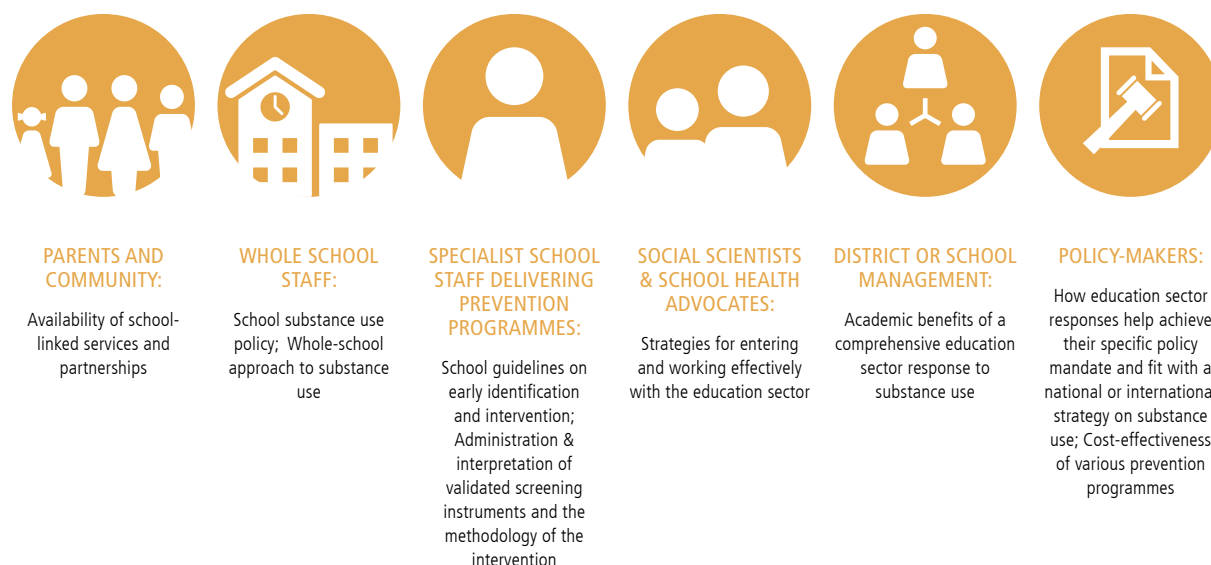 PARENTS AND
COMMUNITY:
Availability of school-
linked services and
partnerships
WHOLE SCHOOL
STAFF:
School substance use
policy; Whole-school
approach to substance
use
SPECIALIST SCHOOL
STAFF DELIVERING
PREVENTION
PROGRAMMES:
School guidelines on
early identification
and intervention;
Administration &
interpretation of
validated screening
instruments and the
methodology of the
intervention
SOCIAL SCIENTISTS
& SCHOOL HEALTH
ADVOCATES:
Strategies for entering
and working effectively
with the education sector
DISTRICT OR SCHOOL
MANAGEMENT:
Academic benefits of a
comprehensive education
sector response to
substance use
POLICY-MAKERS:
How education sector
responses help achieve
their specific policy
mandate and fit with a
national or internationa
strategy on substance
use; Cost-effectiveness
of various prevention
programmes